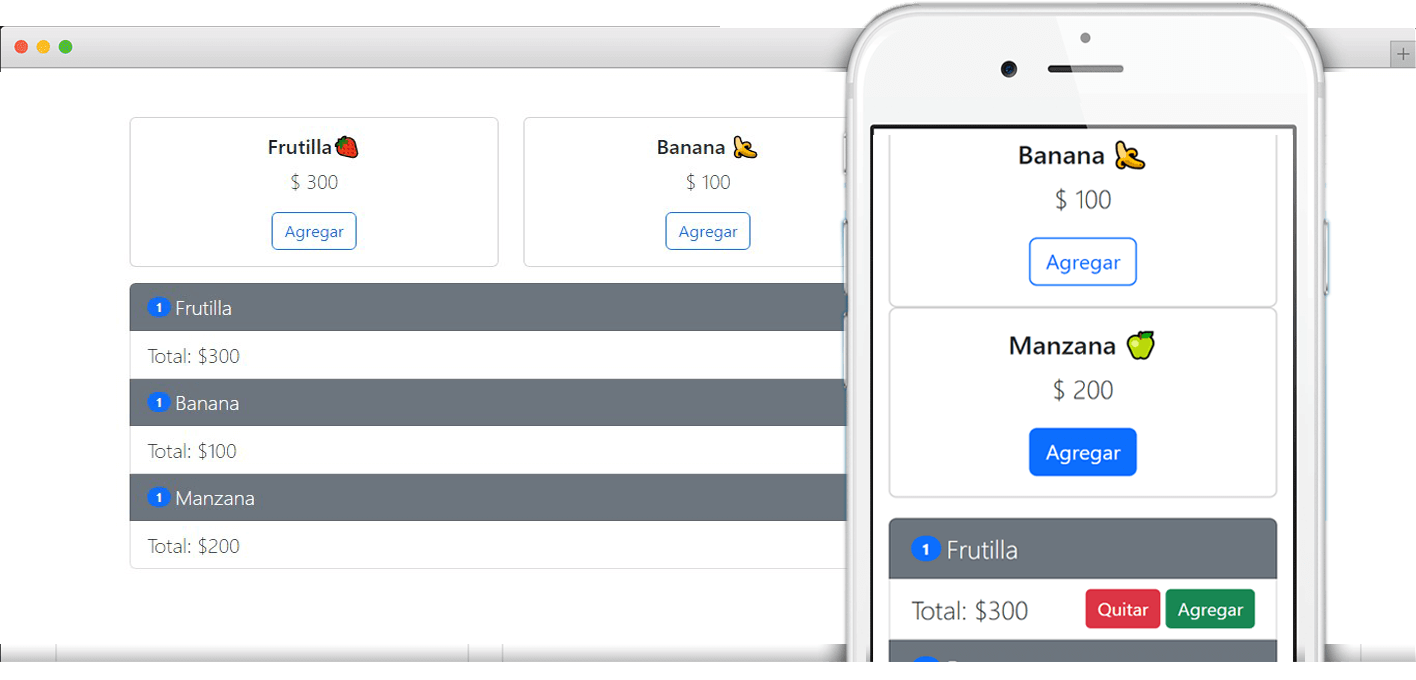 Frutilla🍓
$ 300
Agregar
Banana 🍌
$ 100
Agregar
1 Frutilla
Total: $300
1 Banana
Total: $100
1 Manzana
Total: $200
Banana 🍌
$ 100
Agregar
Manzana 🍏
$ 200
Agregar
1 Frutilla
Total: $300 Quitar Agregar